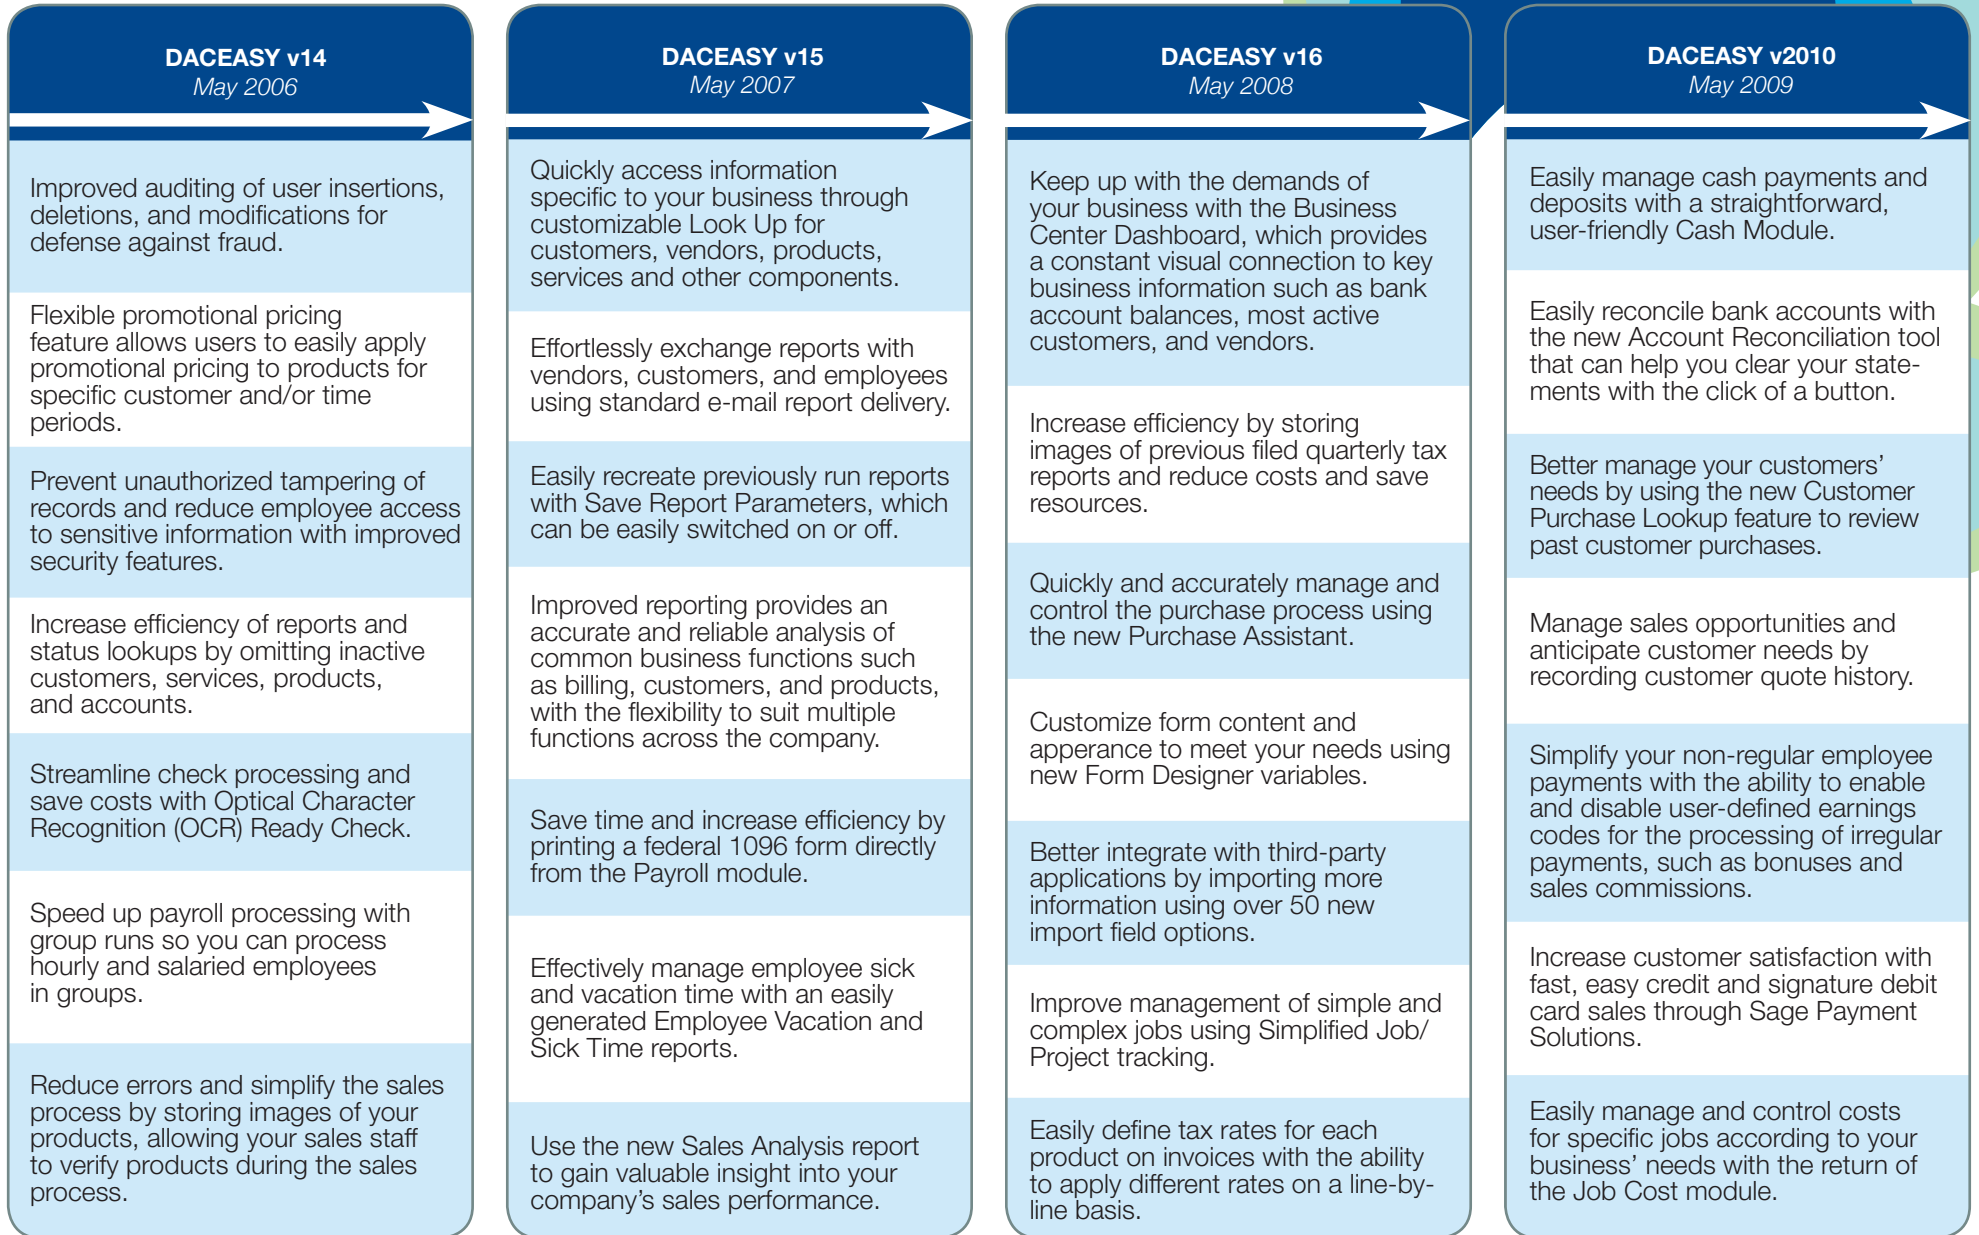 DACEASY v14
May 2006
Improved auditing of user insertions,
deletions, and modifications for
defense against fraud.
Flexible promotional pricing
feature allows users to easily apply
promotional pricing to products for
specific customer and/or time
periods.
Prevent unauthorized tampering of
records and reduce employee access
to sensitive information with improved
security features.
Increase efficiency of reports and
status lookups by omitting inactive
customers, services, products,
and accounts.
Streamline check processing and
save costs with Optical Character
Recognition (OCR) Ready Check.
Speed up payroll processing with
group runs so you can process
hourly and salaried employees
in groups.
Reduce errors and simplify the sales
process by storing images of your
products, allowing your sales staff
to verify products during the sales
process.
DACEASY v15
May 2007
Quickly access information
specific to your business through
customizable Look Up for
customers, vendors, products,
services and other components.
Effortlessly exchange reports with
vendors, customers, and employees
using standard e-mail report delivery.
Easily recreate previously run reports
with Save Report Parameters, which
can be easily switched on or off.
Improved reporting provides an
accurate and reliable analysis of
common business functions such
as billing, customers, and products,
with the flexibility to suit multiple
functions across the company.
Save time and increase efficiency by
printing a federal 1096 form directly
from the Payroll module.
Effectively manage employee sick
and vacation time with an easily
generated Employee Vacation and
Sick Time reports.
Use the new Sales Analysis report
to gain valuable insight into your
company's sales performance.
DACEASY v16
May 2008
Keep up with the demands of
your business with the Business
Center Dashboard, which provides
a constant visual connection to key
business information such as bank
account balances, most active
customers, and vendors.
Increase efficiency by storing
images of previous filed quarterly tax
reports and reduce costs and save
resources.
Quickly and accurately manage and
control the purchase process using
the new Purchase Assistant.
Customize form content and
apperance to meet your needs using
new Form Designer variables.
Better integrate with third-party
applications by importing more
information using over 50 new
import field options.
Improve management of simple and
complex jobs using Simplified Job/
Project tracking.
Easily define tax rates for each
product on invoices with the ability
to apply different rates on a line-by-
line basis.
DACEASY v2010
May 2009
Easily manage cash payments and
deposits with a straightforward,
user-friendly Cash Module.
Easily reconcile bank accounts with
the new Account Reconciliation tool
that can help you clear your state-
ments with the click of a button.
Better manage your customers'
needs by using the new Customer
Purchase Lookup feature to review
past customer purchases.
Manage sales opportunities and
anticipate customer needs by
recording customer quote history.
Simplify your non-regular employee
payments with the ability to enable
and disable user-defined earnings
codes for the processing of irregular
payments, such as bonuses and
sales commissions.
Increase customer satisfaction with
fast, easy credit and signature debit
card sales through Sage Payment
Solutions.
Easily manage and control costs
for specific jobs according to your
business' needs with the return of
the Job Cost module.